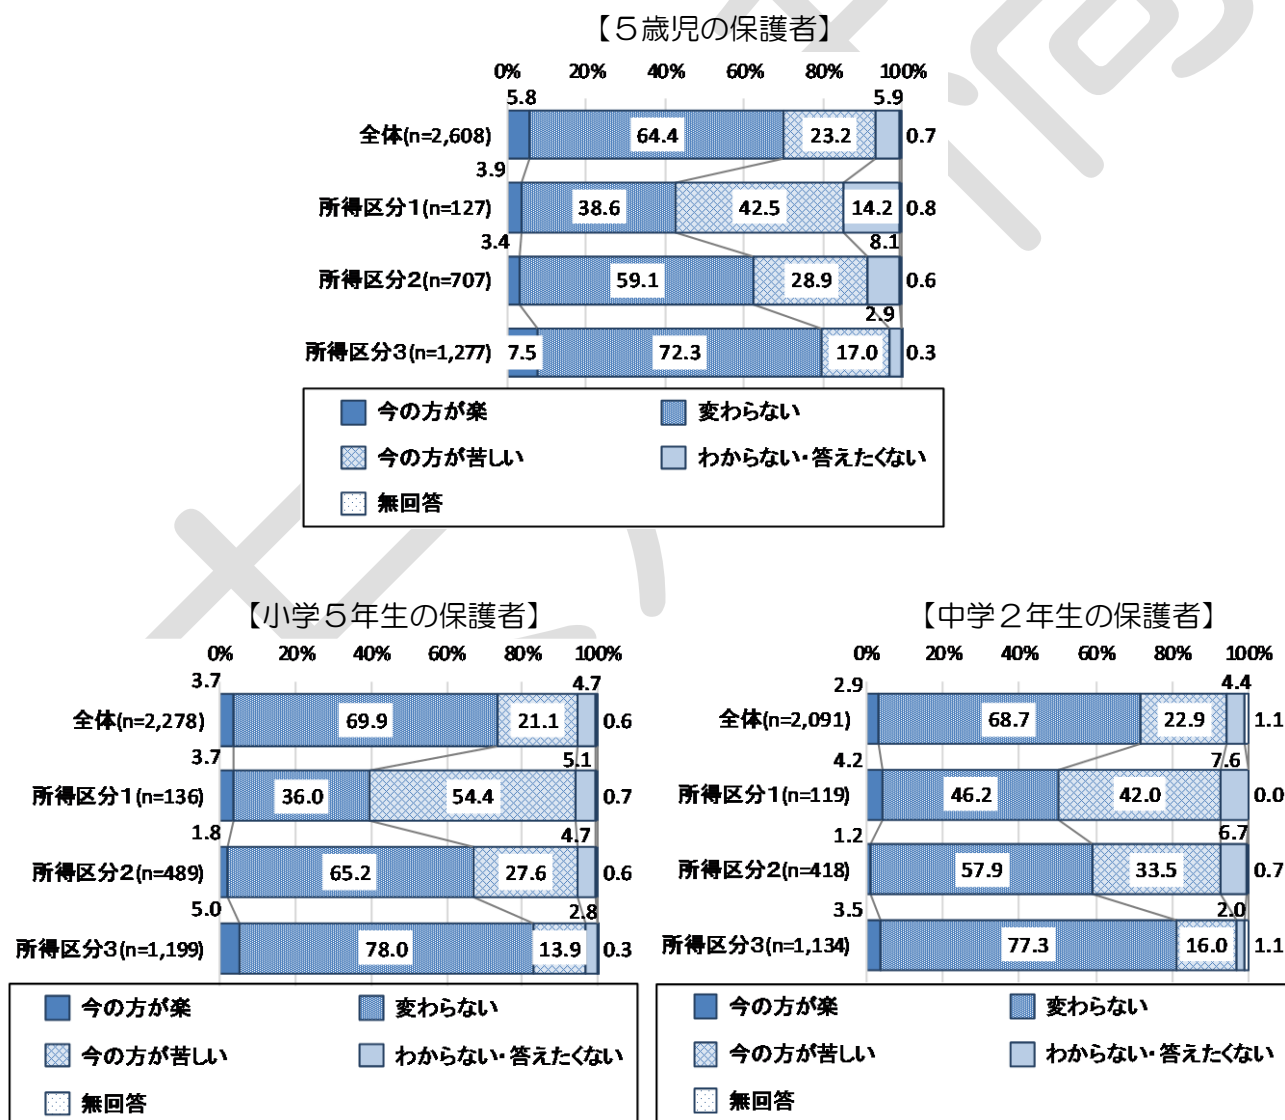 【5歳児の保護者】
0% 20% 40% 60% 80% 100%
5.8 5.9
全体(n=2,608) 64.4 23.2 0.7
3.9
所得区分1(n=127) 38.6 42.5 14.2 0.8
3.4 8.1
所得区分2(n=707) 59.1 28.9 0.6
2.9
所得区分3(n=1,277) 7.5 72.3 17.0 0.3
今の方が楽 変わらない
今の方が苦しい わからない・答えたくない
無回答
【小学5年生の保護者】
0% 20% 40% 60% 80% 100%
3.7 4.7
全体(n=2,278) 69.9 21.1 0.6
3.7 5.1
所得区分1(n=136) 36.0 54.4 0.7
1.8 4.7
所得区分2(n=489) 65.2 27.6 0.6
5.0 2.8
所得区分3(n=1,199) 78.0 13.9 0.3
今の方が楽 変わらない
今の方が苦しい わからない・答えたくない
無回答
【中学2年生の保護者】
0% 20% 40% 60% 80% 100%
2.9 4.4
全体(n=2,091) 68.7 22.9 1.1
4.2 7.6
所得区分1(n=119) 46.2 42.0 0.0
1.2 6.7
所得区分2(n=418) 57.9 33.5 0.7
3.5 2.0
所得区分3(n=1,134) 77.3 16.0 1.1
今の方が楽 変わらない
今の方が苦しい わからない・答えたくない
無回答